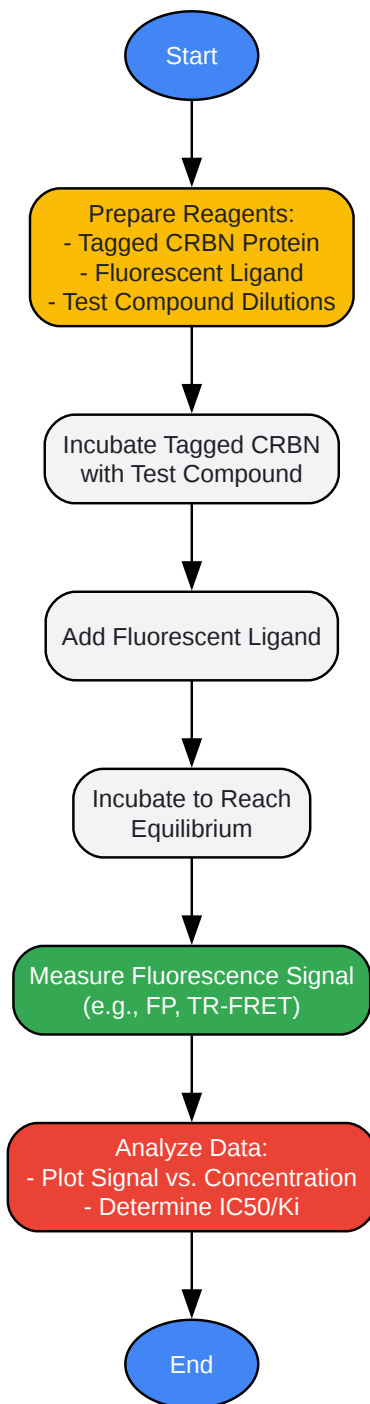 Start
Prepare Reagents:
- Tagged CRBN Protein
- Fluorescent Ligand
- Test Compound Dilutions
Incubate Tagged CRBN
with Test Compound
Add Fluorescent Ligand
Incubate to Reach
Equilibrium
Measure Fluorescence Signal
(e.g., FP, TR-FRET)
Analyze Data:
- Plot Signal vs. Concentration
- Determine IC50/Ki
End